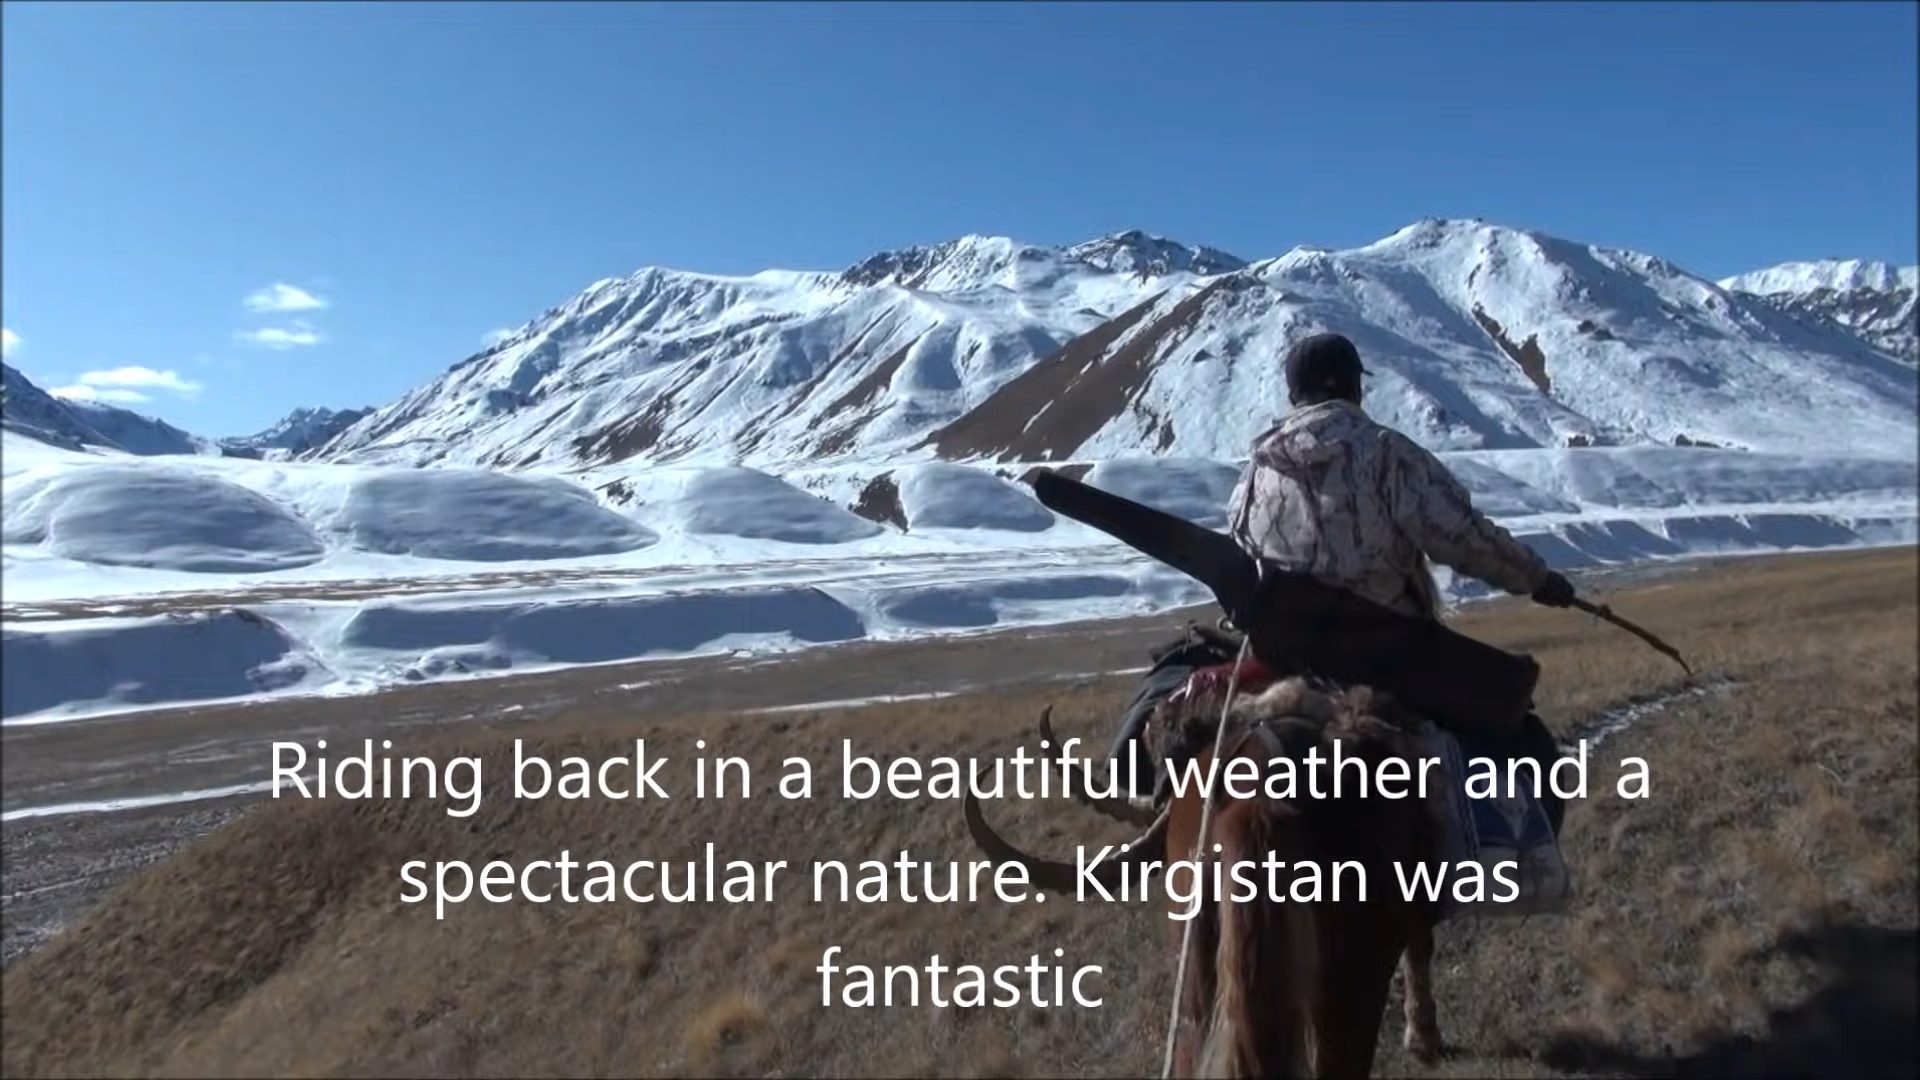 Riding back in a beautiful weather and a
spectacular nature. Kirgistan was
fantastic